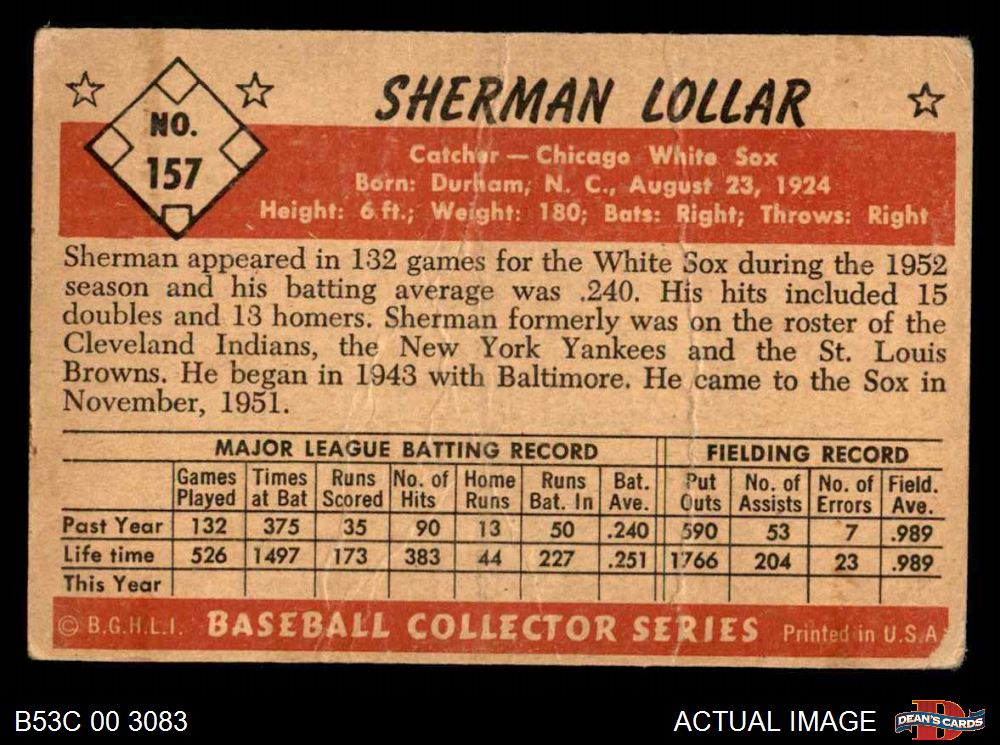 SHERMAN LOLLAR
NO.
157
Catcher — Chicago White Sox
Born: Durham, N. C., August 23, 1924
Height: 6 ft.; Weight: 180; Bats: Right; Throws: Right
Sherman appeared in 132 games for the White Sox during the 1952
season and his batting average was .240. His hits included 15
doubles and 13 homers. Sherman formerly was on the roster of the
Cleveland Indians, the New York Yankees and the St. Louis
Browns. He began in 1943 with Baltimore. He came to the Sox in
November, 1951.
MAJOR LEAGUE BATTING RECORD FIELDING RECORD
Games Times Runs No. of Home Runs Bat. Put No. of No. of Field.
Played at Bat Scored Hits Runs Bat. In Ave. Outs Assists Errors Ave.
Past Year 132 375 35 90 13 50 .240 590 53 7 .989
Life time 526 1497 173 383 44 227 .251 1766 204 23 .989
This Year
© B.G.H.L.I. BASEBALL COLLECTOR SERIES Printed in U.S.A.
B53C 00 3083 ACTUAL IMAGE DEAN'S CARDS